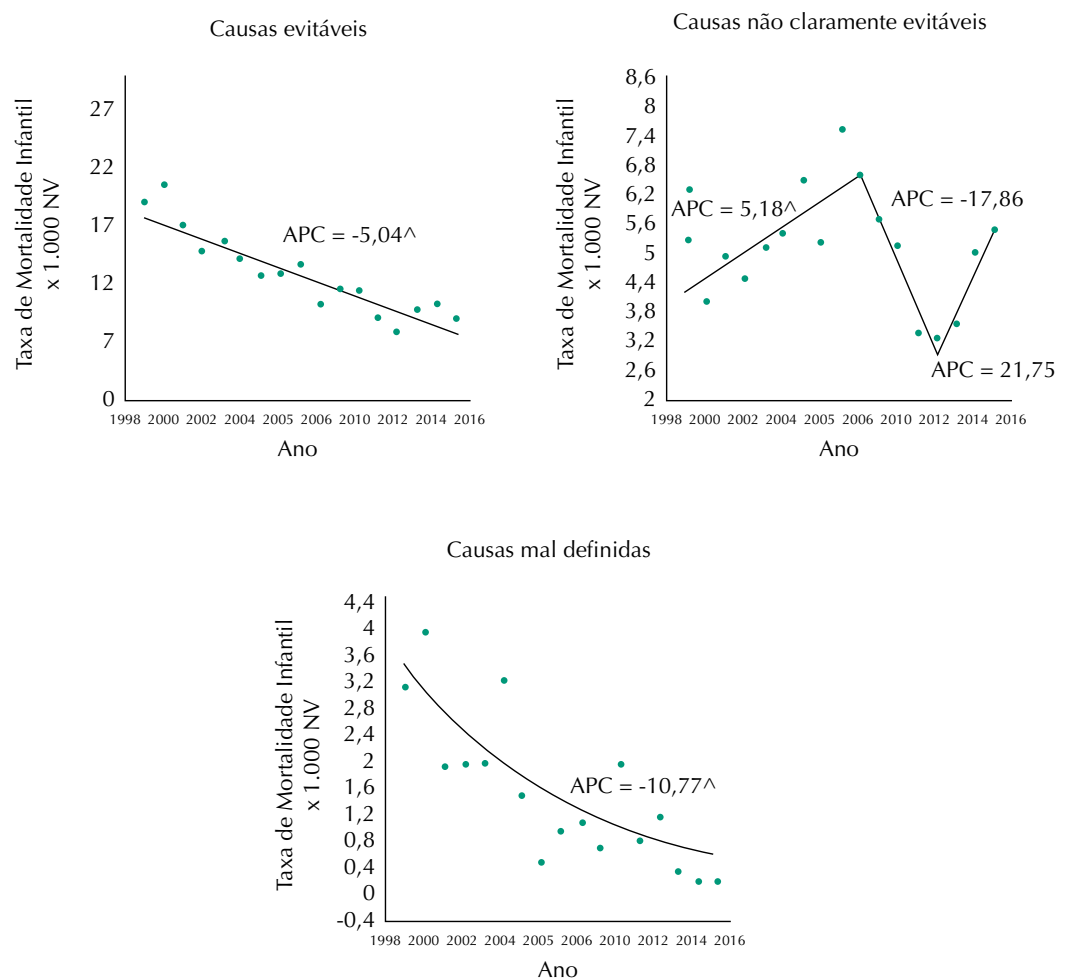 Causas evitáveis
Taxa de Mortalidade Infantil
x 1.000 NV
27
22
17
12
7
0
APC = -5,04^
1998 2000 2002 2004 2005 2006 2010 2012 2014 2016
Ano
Causas não claramente evitáveis
Taxa de Mortalidade Infantil
x 1.000 NV
8,6
8
7,4
6,8
6,2
5,6
5
4,4
3,8
3,2
2,6
2
APC = 5,18^
APC = -17,86
APC = 21,75
1998 2000 2002 2004 2005 2006 2010 2012 2014 2016
Ano
Causas mal definidas
Taxa de Mortalidade Infantil
x 1.000 NV
4,4
4
3,6
3,2
2,8
2,4
2
1,6
1,2
0,8
0,4
0
-0,4
APC = -10,77^
1998 2000 2002 2004 2005 2006 2010 2012 2014 2016
Ano